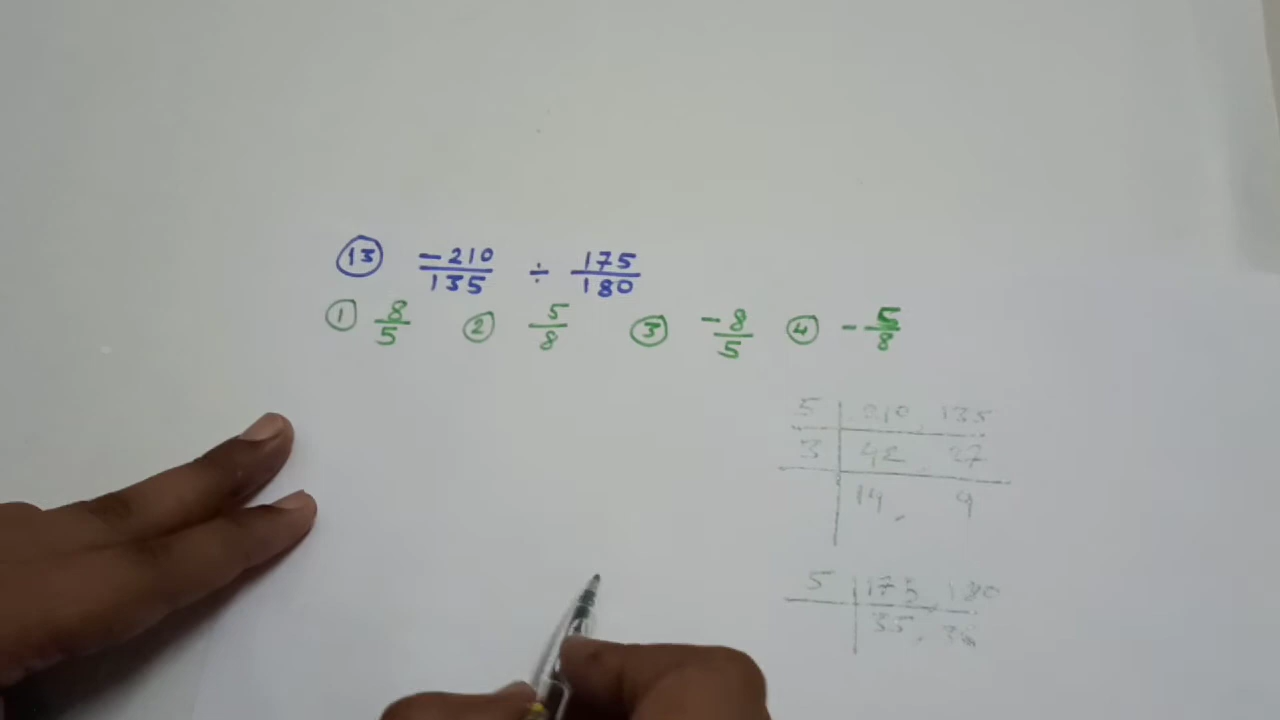 ⑬ -210/135 ÷ 175/180
① 8/5 ② 5/8 ③ -8/5 ④ -5/8
5 | 210, 135
3 | 42, 27
14, 9
5 | 175, 180
35, 36